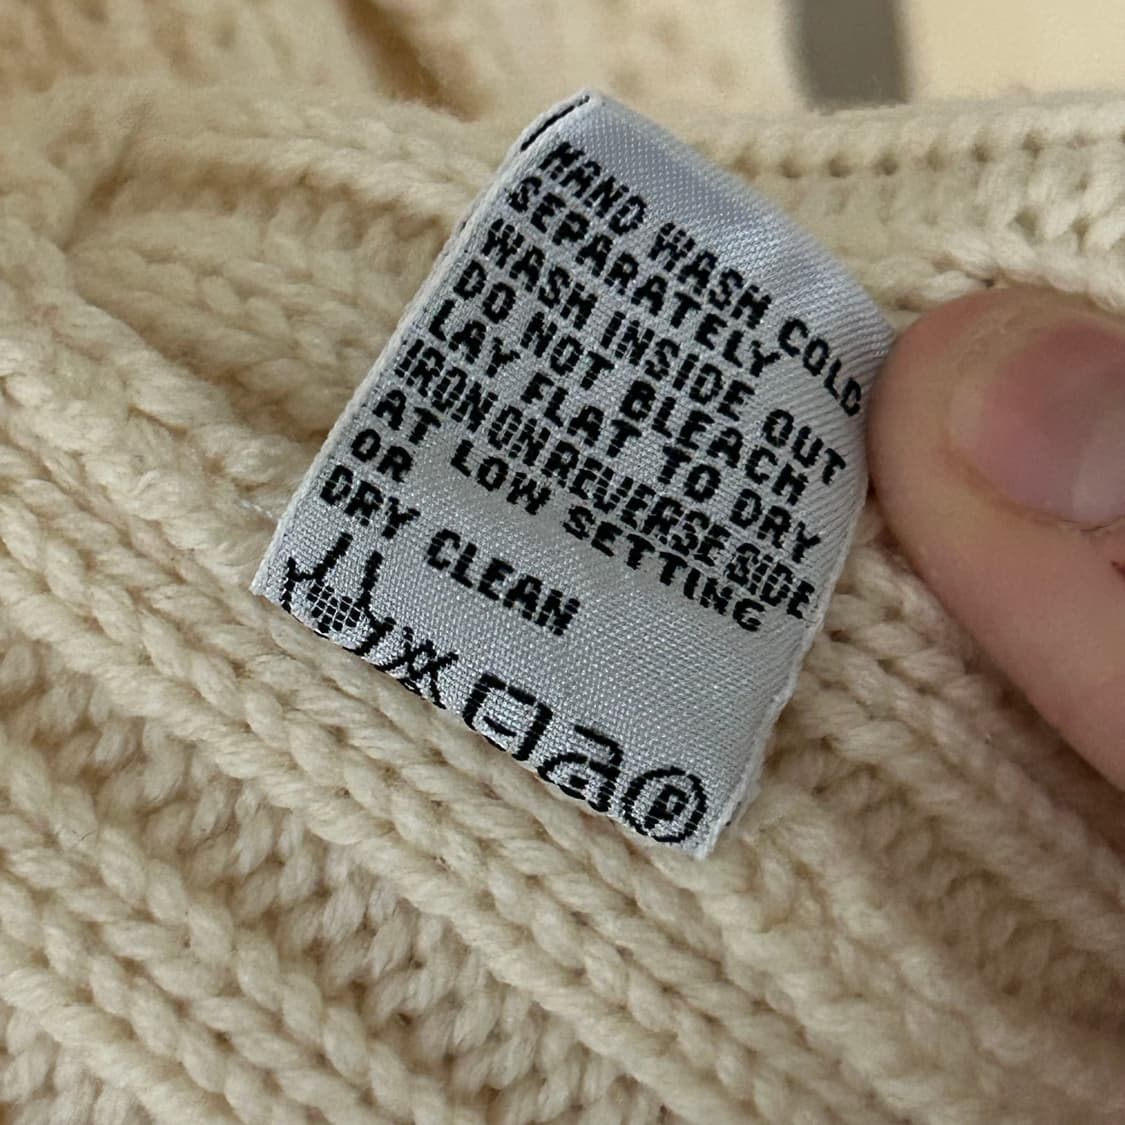 HAND WASH COLD
SEPARATELY
WASH INSIDE OUT
DO NOT BLEACH
LAY FLAT TO DRY
IRON ON REVERSE SIDE
AT LOW SETTING
OR
DRY CLEAN
P